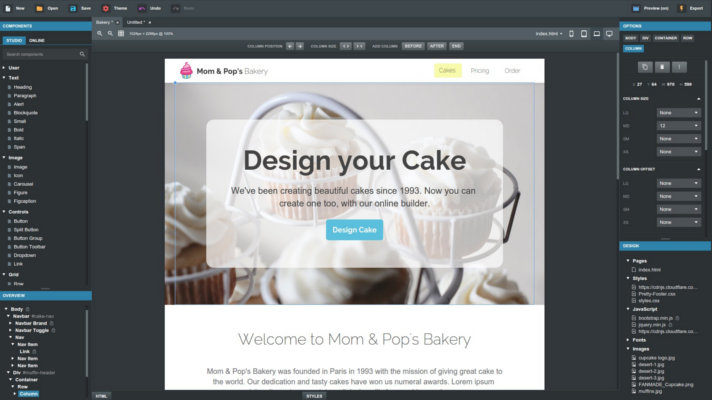 New Open Save Settings Theme Undo Redo Preview (on) Export
COMPONENTS
STUDIO ONLINE
Search components
User
Text
Heading
Paragraph
Alert
Blockquote
Small
Bold
Italic
Span
Image
Image
Icon
Carousel
Figure
Figcaption
Controls
Button
Split Button
Button Group
Button Toolbar
Dropdown
Link
Grid
Row
OVERVIEW
Body
Navbar #cake-nav
Navbar Brand
Navbar Toggle
Nav
Nav Item
Link
Nav Item
Nav Item
Div #muffin-header
Container
Row
Column
Bakery * Untitled *
index.html
COLUMN POSITION COLUMN SIZE ADD COLUMN BEFORE AFTER END
Mom & Pop's Bakery
Cakes Pricing Order
Design your Cake
We've been creating beautiful cakes since 1993. Now you can
create one too, with our online builder.
Design Cake
Welcome to Mom & Pop's Bakery
Mom & Pop's Bakery was founded in Paris in 1993 with the mission of giving great cake to
the world. Our dedication and tasty cakes have won us numeral awards. Lorem ipsum
HTML STYLES
OPTIONS
BODY DIV CONTAINER ROW
COLUMN
COLUMN SIZE
LG None
MD 12
SM None
XS None
COLUMN OFFSET
LG None
MD None
SM None
XS None
DESIGN
Pages
index.html
Styles
https://cdnjs.cloudflare.co...
Pretty-Footer.css
styles.css
JavaScript
bootstrap.min.js
jquery.min.js
https://cdnjs.cloudflare.co...
Fonts
Images
cupcake logo.jpg
desert-1.jpg
desert-2.jpg
desert-3.jpg
FANMADE_Cupcake.png
muffins.jpg